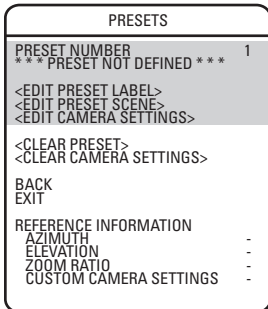 PRESETS
PRESET NUMBER 1
* * * PRESET NOT DEFINED * * *
<EDIT PRESET LABEL>
<EDIT PRESET SCENE>
<EDIT CAMERA SETTINGS>
<CLEAR PRESET>
<CLEAR CAMERA SETTINGS>
BACK
EXIT
REFERENCE INFORMATION
AZIMUTH -
ELEVATION -
ZOOM RATIO -
CUSTOM CAMERA SETTINGS -